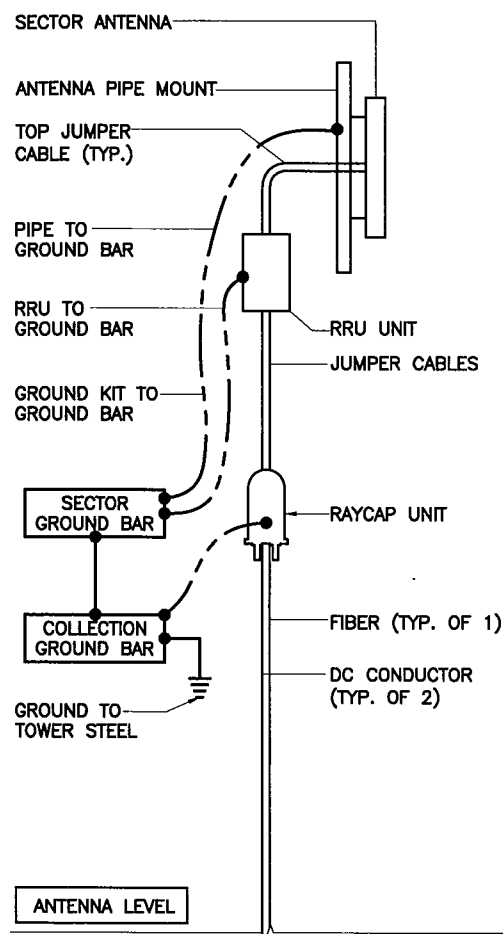 SECTOR ANTENNA
ANTENNA PIPE MOUNT
TOP JUMPER
CABLE (TYP.)
PIPE TO
GROUND BAR
RRU TO
GROUND BAR
RRU UNIT
JUMPER CABLES
GROUND KIT TO
GROUND BAR
SECTOR
GROUND BAR
RAYCAP UNIT
COLLECTION
GROUND BAR
FIBER (TYP. OF 1)
DC CONDUCTOR
(TYP. OF 2)
GROUND TO
TOWER STEEL
ANTENNA LEVEL